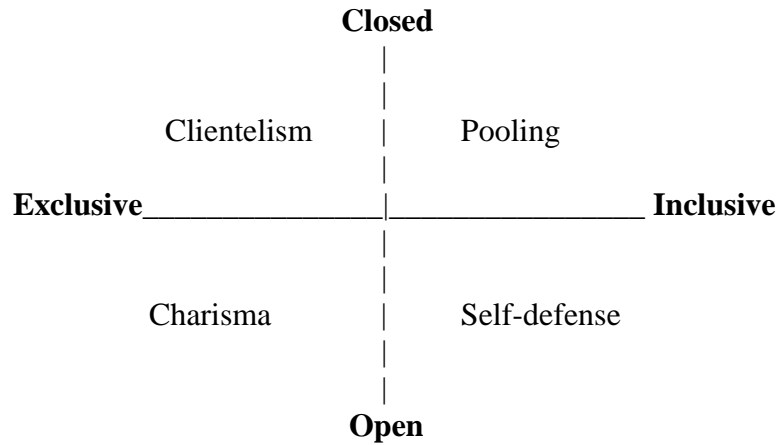 Closed
Clientelism Pooling
Exclusive Inclusive
Charisma Self-defense
Open